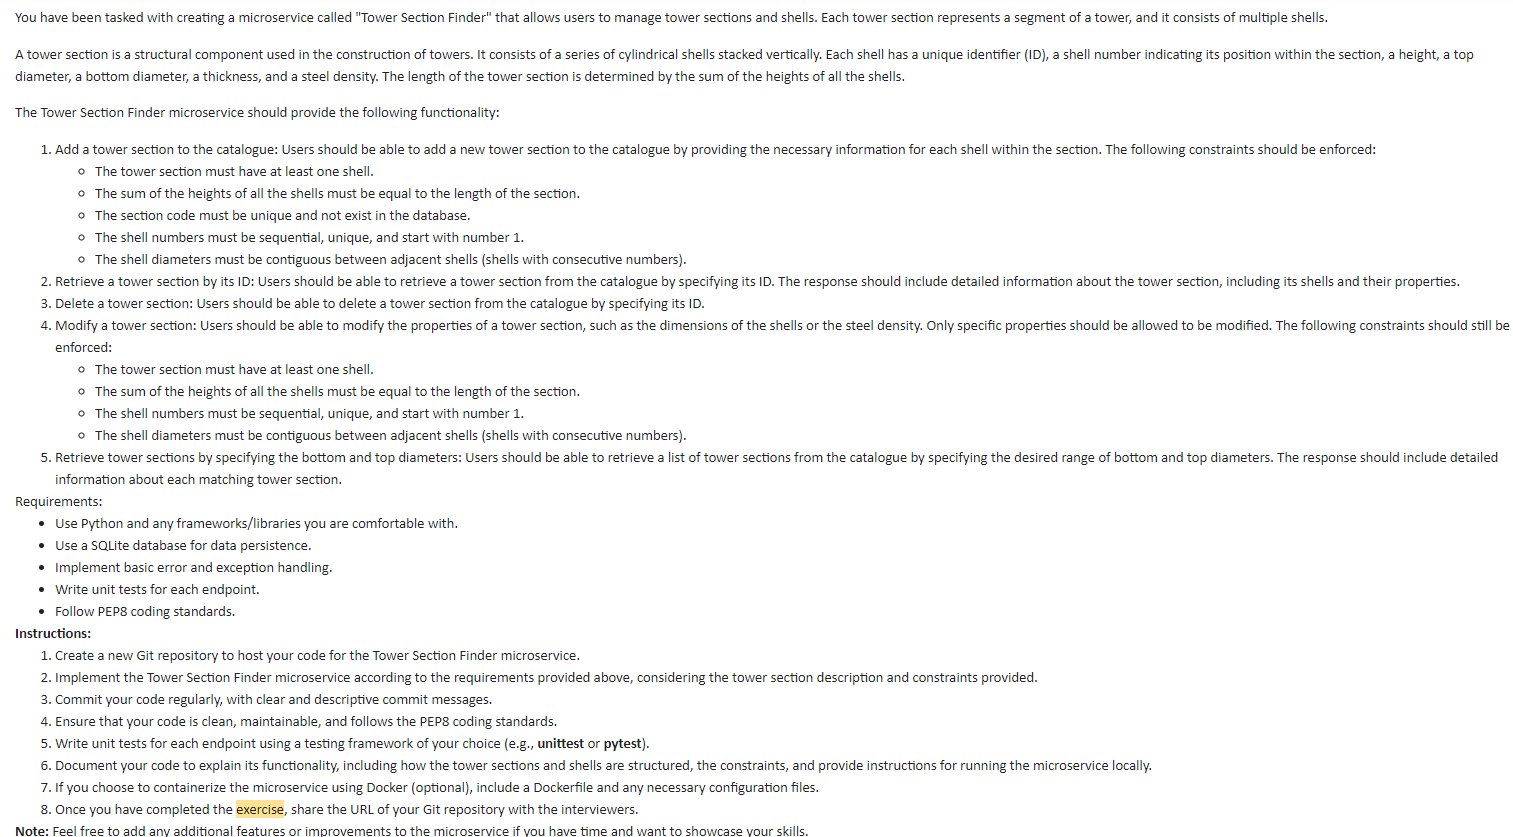 You have been tasked with creating a microservice called "Tower Section Finder" that allows users to manage tower sections and shells. Each tower section represents a segment of a tower, and it consists of multiple shells.
A tower section is a structural component used in the construction of towers. It consists of a series of cylindrical shells stacked vertically. Each shell has a unique identifier (ID), a shell number indicating its position within the section, a height, a top
diameter, a bottom diameter, a thickness, and a steel density. The length of the tower section is determined by the sum of the heights of all the shells.
The Tower Section Finder microservice should provide the following functionality:
1. Add a tower section to the catalogue: Users should be able to add a new tower section to the catalogue by providing the necessary information for each shell within the section. The following constraints should be enforced:
○ The tower section must have at least one shell.
○ The sum of the heights of all the shells must be equal to the length of the section.
○ The section code must be unique and not exist in the database.
○ The shell numbers must be sequential, unique, and start with number 1.
○ The shell diameters must be contiguous between adjacent shells (shells with consecutive numbers).
2. Retrieve a tower section by its ID: Users should be able to retrieve a tower section from the catalogue by specifying its ID. The response should include detailed information about the tower section, including its shells and their properties.
3. Delete a tower section: Users should be able to delete a tower section from the catalogue by specifying its ID.
4. Modify a tower section: Users should be able to modify the properties of a tower section, such as the dimensions of the shells or the steel density. Only specific properties should be allowed to be modified. The following constraints should still be
enforced:
○ The tower section must have at least one shell.
○ The sum of the heights of all the shells must be equal to the length of the section.
○ The shell numbers must be sequential, unique, and start with number 1.
○ The shell diameters must be contiguous between adjacent shells (shells with consecutive numbers).
5. Retrieve tower sections by specifying the bottom and top diameters: Users should be able to retrieve a list of tower sections from the catalogue by specifying the desired range of bottom and top diameters. The response should include detailed
information about each matching tower section.
Requirements:
• Use Python and any frameworks/libraries you are comfortable with.
• Use a SQLite database for data persistence.
• Implement basic error and exception handling.
• Write unit tests for each endpoint.
• Follow PEP8 coding standards.
Instructions:
1. Create a new Git repository to host your code for the Tower Section Finder microservice.
2. Implement the Tower Section Finder microservice according to the requirements provided above, considering the tower section description and constraints provided.
3. Commit your code regularly, with clear and descriptive commit messages.
4. Ensure that your code is clean, maintainable, and follows the PEP8 coding standards.
5. Write unit tests for each endpoint using a testing framework of your choice (e.g., unittest or pytest).
6. Document your code to explain its functionality, including how the tower sections and shells are structured, the constraints, and provide instructions for running the microservice locally.
7. If you choose to containerize the microservice using Docker (optional), include a Dockerfile and any necessary configuration files.
8. Once you have completed the exercise, share the URL of your Git repository with the interviewers.
Note: Feel free to add any additional features or improvements to the microservice if you have time and want to showcase your skills.